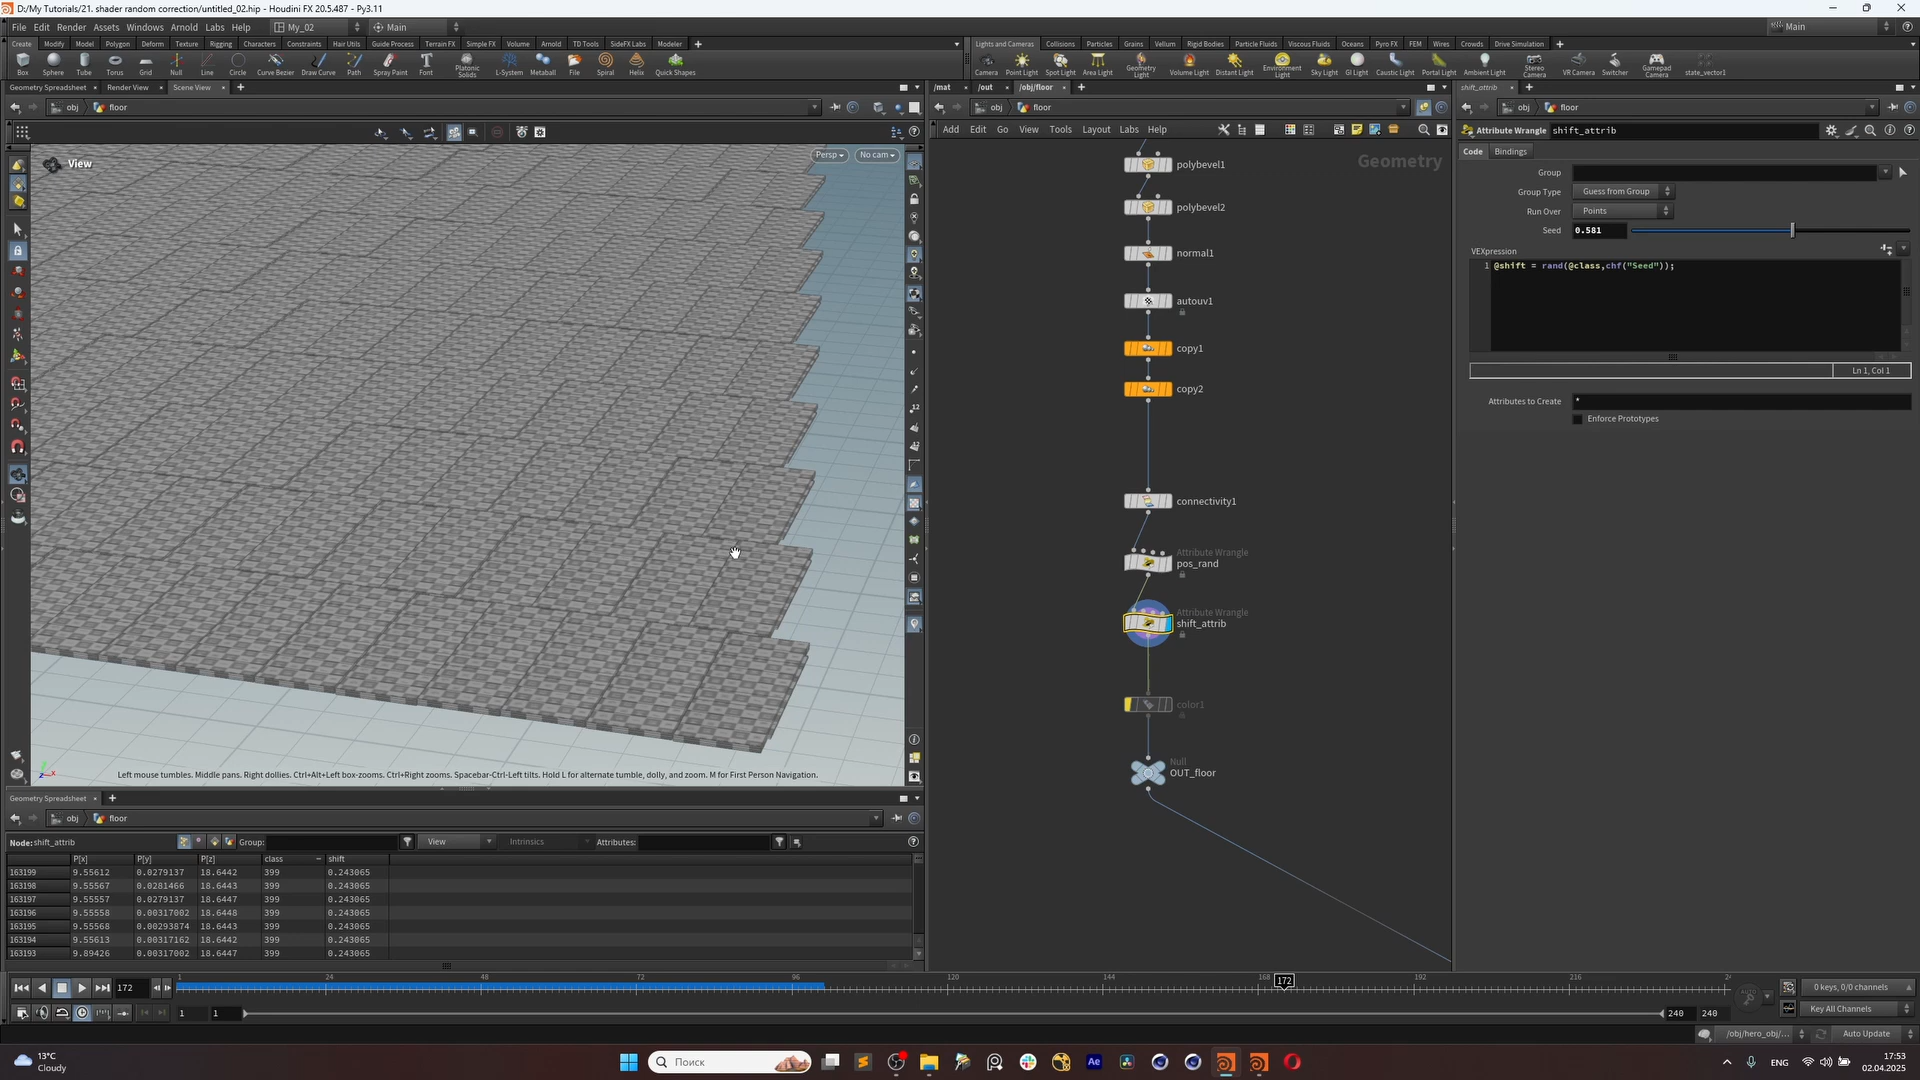 D:/My Tutorials/21. shader random correction/untitled_02.hip - Houdini FX 20.5.487 - Py3.11
File Edit Render Assets Windows Arnold Labs Help My_02 Main Main
Create Modify Model Polygon Deform Texture Rigging Characters Constraints Hair Utils Guide Process Terrain FX Simple FX Volume Arnold TD Tools SideFX Labs Modeler
Lights and Cameras Collisions Particles Grains Vellum Rigid Bodies Particle Fluids Viscous Fluids Oceans Pyro FX FEM Wires Crowds Drive Simulation
Box Sphere Tube Torus Grid Null Line Circle Curve Bezier Draw Curve Path Spray Paint Font Platonic Solids L-System Metaball File Spiral Helix Quick Shapes
Camera Point Light Spot Light Area Light Geometry Light Volume Light Distant Light Environment Light Sky Light GI Light Caustic Light Portal Light Ambient Light Stereo Camera VR Camera Switcher Gamepad Camera state_vector1
Geometry Spreadsheet Render View Scene View
/mat /out /obj/floor
shift_attrib
obj floor
obj floor
obj floor
Add Edit Go View Tools Layout Labs Help
Attribute Wrangle shift_attrib
View
Persp
No cam
Geometry
Code Bindings
Group
Group Type Guess from Group
Run Over Points
Seed 0.581
VEXpression
1 @shift = rand(@class,chf("Seed"));
Ln 1, Col 1
Attributes to Create *
Enforce Prototypes
polybevel1
polybevel2
normal1
autouv1
copy1
copy2
connectivity1
Attribute Wrangle
pos_rand
Attribute Wrangle
shift_attrib
color1
Null
OUT_floor
Left mouse tumbles. Middle pans. Right dollies. Ctrl+Alt+Left box-zooms. Ctrl+Right zooms. Spacebar-Ctrl-Left tilts. Hold L for alternate tumble, dolly, and zoom. M for First Person Navigation.
Geometry Spreadsheet
obj floor
Node: shift_attrib Group: View Intrinsics Attributes:
P[x] P[y] P[z] class shift
163199 9.55612 0.0279137 18.6442 399 0.243065
163198 9.55567 0.0281466 18.6443 399 0.243065
163197 9.55557 0.0279137 18.6447 399 0.243065
163196 9.55558 0.00317002 18.6448 399 0.243065
163195 9.55568 0.00293874 18.6443 399 0.243065
163194 9.55613 0.00317162 18.6442 399 0.243065
163193 9.89426 0.00317002 18.6447 399 0.243065
172
1 24 48 72 96 120 144 168 192 216
172
0 keys, 0/0 channels
1 1 240 240
Key All Channels
/obj/hero_obj/... Auto Update
13°C
Cloudy
Поиск
ENG
17:53
02.04.2025